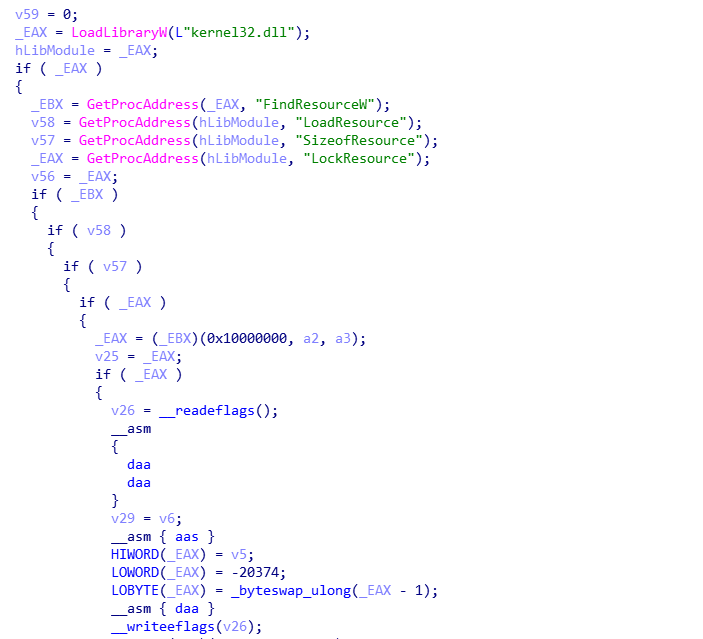 v59 = 0;
_EAX = LoadLibraryW(L"kernel32.dll");
hLibModule = _EAX;
if ( _EAX )
{
_EBX = GetProcAddress(_EAX, "FindResourceW");
v58 = GetProcAddress(hLibModule, "LoadResource");
v57 = GetProcAddress(hLibModule, "SizeofResource");
_EAX = GetProcAddress(hLibModule, "LockResource");
v56 = _EAX;
if ( _EBX )
{
if ( v58 )
{
if ( v57 )
{
if ( _EAX )
{
_EAX = (_EBX)(0x10000000, a2, a3);
v25 = _EAX;
if ( _EAX )
{
v26 = __readeflags();
__asm
{
daa
daa
}
v29 = v6;
__asm { aas }
HIWORD(_EAX) = v5;
LOWORD(_EAX) = -20374;
LOBYTE(_EAX) = _byteswap_ulong(_EAX - 1);
__asm { daa }
__writeeflags(v26);